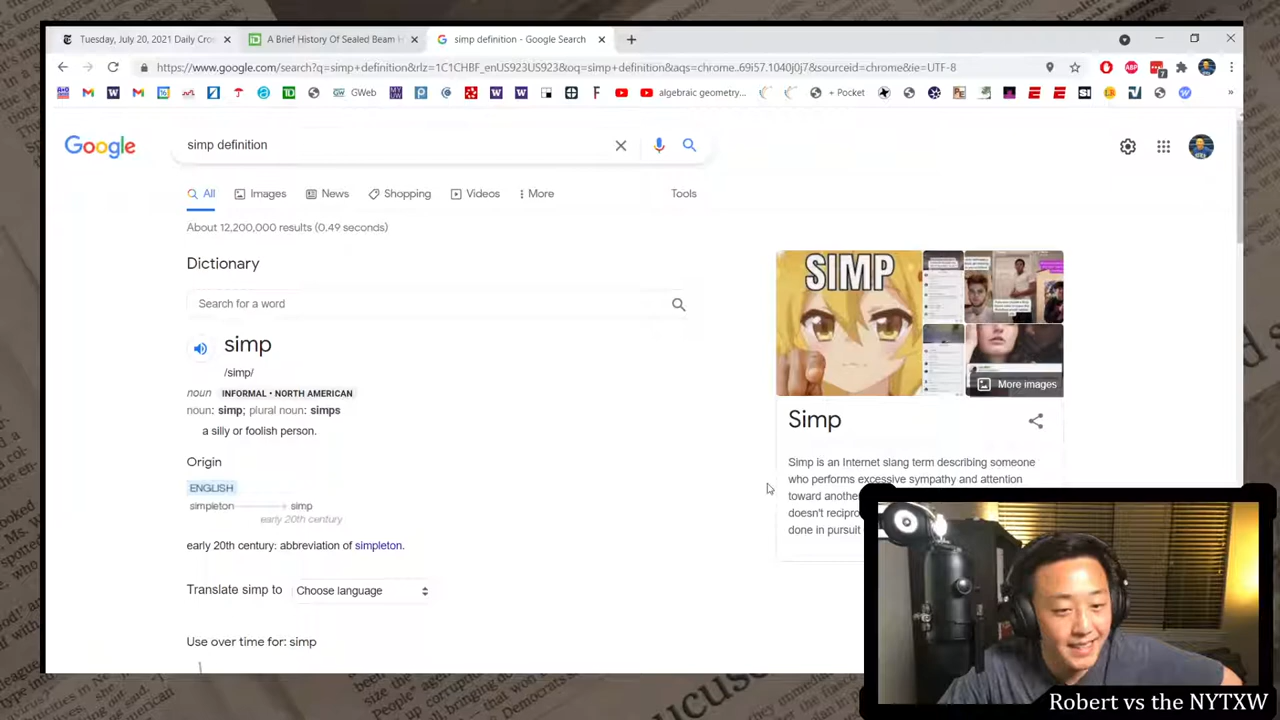 Tuesday, July 20, 2021 Daily Cro
A Brief History Of Sealed Beam H
simp definition - Google Search
https://www.google.com/search?q=simp+definition&rlz=1C1CHBF_enUS923US923&oq=simp+definition&aqs=chrome..69i57.1040j0j7&sourceid=chrome&ie=UTF-8
GWeb
algebraic geometry...
+ Pocket
Google
simp definition
All
Images
News
Shopping
Videos
More
Tools
About 12,200,000 results (0.49 seconds)
Dictionary
Search for a word
simp
/simp/
noun INFORMAL • NORTH AMERICAN
noun: simp; plural noun: simps
a silly or foolish person.
Origin
ENGLISH
simpleton simp
early 20th century
early 20th century: abbreviation of simpleton.
Translate simp to Choose language
Use over time for: simp
SIMP
More images
Simp
Simp is an Internet slang term describing someone
who performs excessive sympathy and attention
toward another
doesn't recipro
done in pursuit
Robert vs the NYTXW